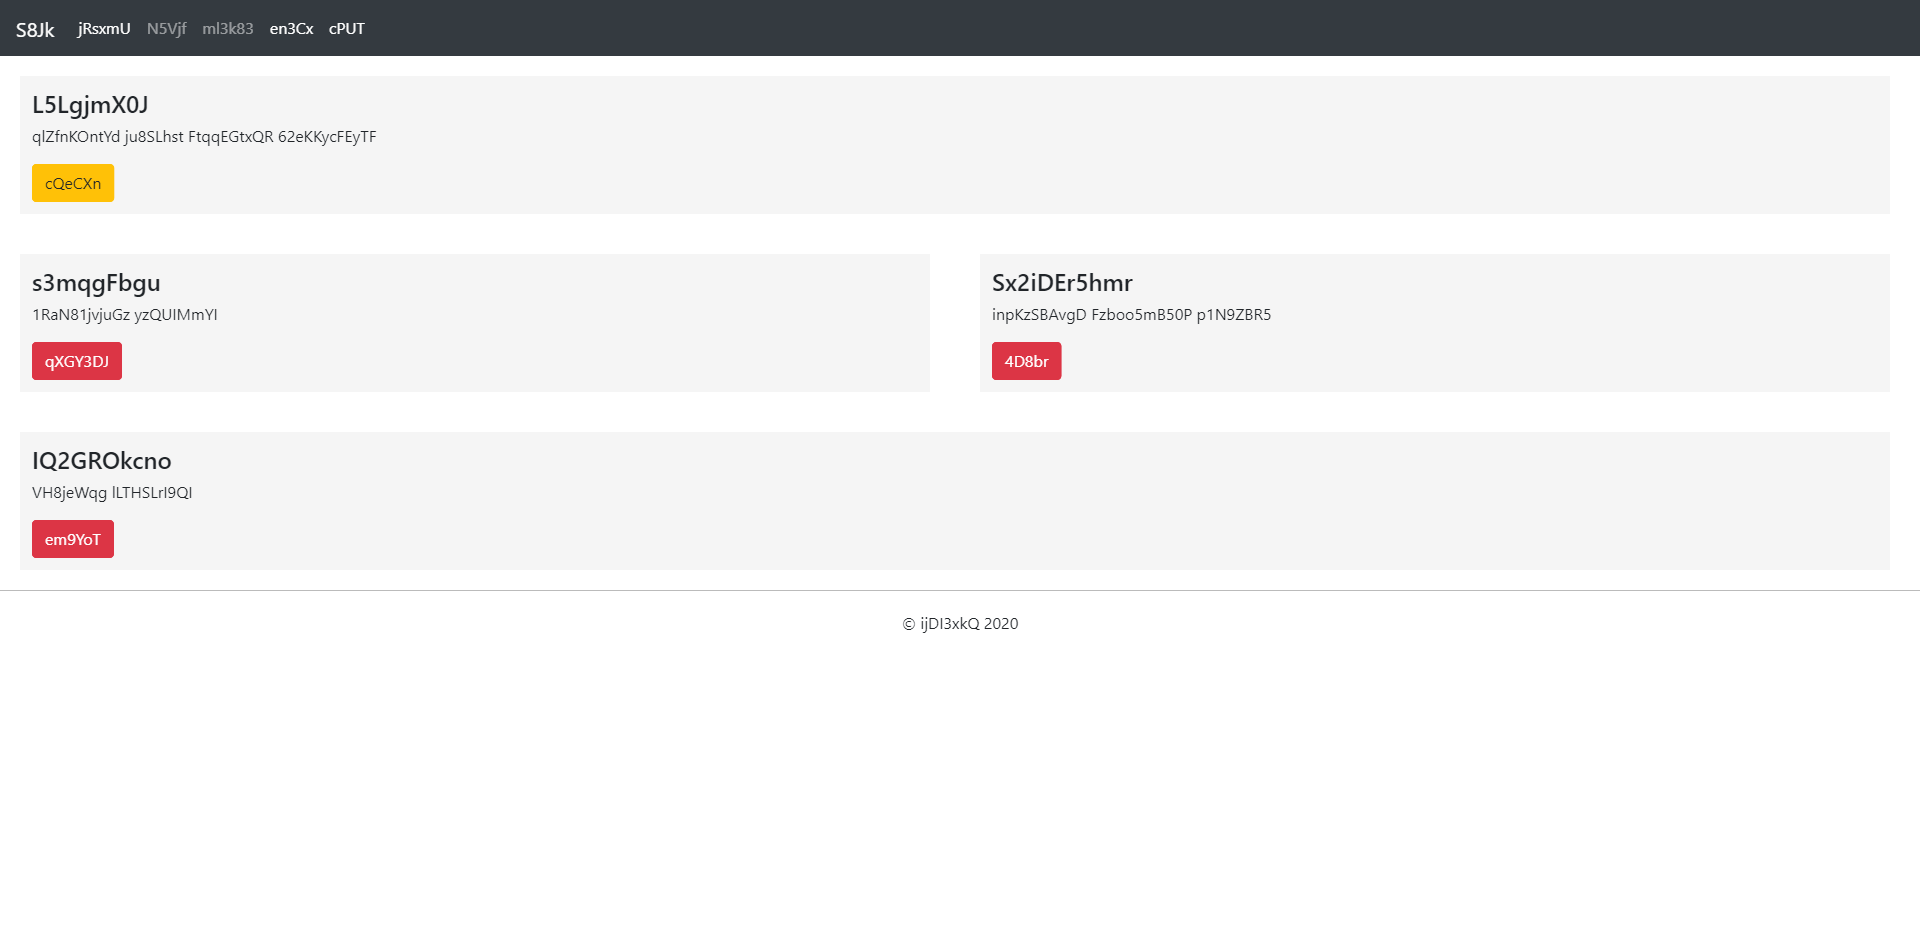 S8Jk jRsxmU N5Vjf ml3k83 en3Cx cPUT
L5LgjmX0J
qlZfnKOntYd ju8SLhst FtqqEGtxQR 62eKKycFEyTF
cQeCXn
s3mqgFbgu
1RaN81jvjuGz yzQUIMmYI
qXGY3DJ
Sx2iDEr5hmr
inpKzSBAvgD Fzboo5mB50P p1N9ZBR5
4D8br
IQ2GROkcno
VH8jeWqg lLTHSLrI9QI
em9YoT
© ijDI3xkQ 2020